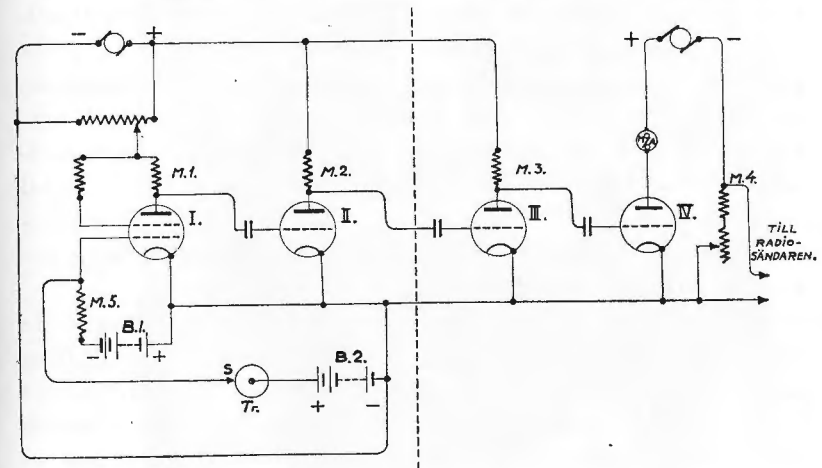 − +
+ −
M.A
M.1.
M.2.
M.3.
M.4.
I.
II.
III.
IV.
TILL
RADIO-
SÄNDAREN.
M.5.
B.1.
− +
S
Tr.
B.2.
+ −